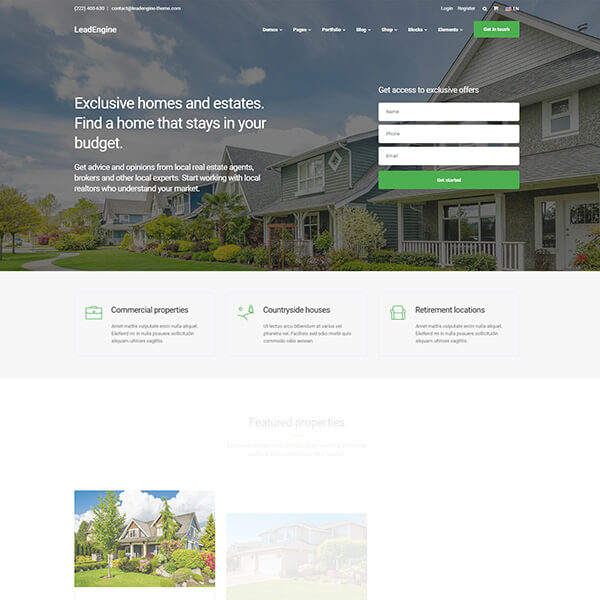 (222) 400-630 | contact@leadengine-theme.com
Login Register EN
LeadEngine
Demos Pages Portfolio Blog Shop Blocks Elements Get in touch
Exclusive homes and estates.
Find a home that stays in your
budget.
Get advice and opinions from local real estate agents,
brokers and other local experts. Start working with local
realtors who understand your market.
Get access to exclusive offers
Name
Phone
Email
Get started
Commercial properties
Amet mattis vulputate enim nulla aliquet.
Eleifend mi in nulla posuere sollicitudin
aliquam ultrices sagittis.
Countryside houses
Ut lectus arcu bibendum at varius vel
pharetra vel. Facilisis sed odio morbi quis
commodo odio aenean.
Retirement locations
Amet mattis vulputate enim nulla aliquet.
Eleifend mi in nulla posuere sollicitudin
aliquam ultrices sagittis.
Featured properties